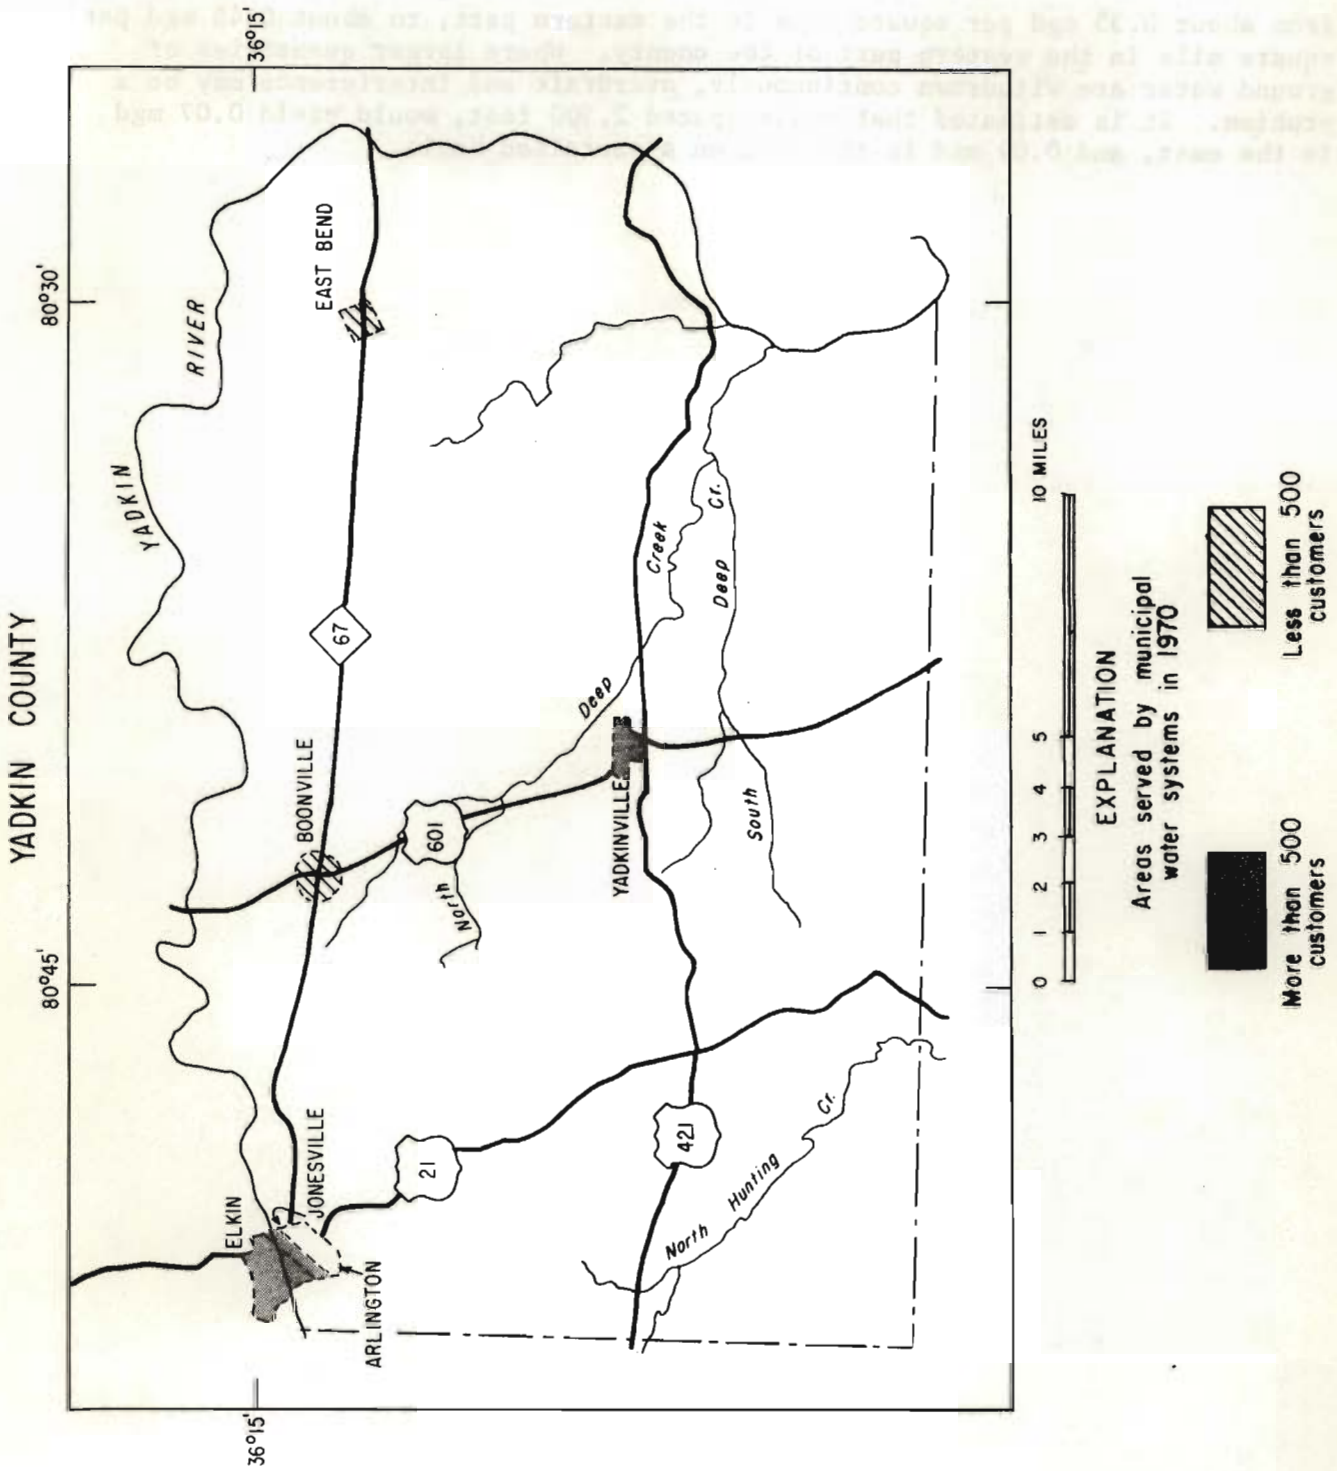 YADKIN COUNTY
80°45'
80°30'
36°15'
36°15'
YADKIN
RIVER
ELKIN
JONESVILLE
ARLINGTON
BOONVILLE
EAST BEND
67
601
21
421
YADKINVILLE
North
Deep
Creek
South
Deep
Cr.
North
Hunting
Cr.
0 1 2 3 4 5 10 MILES
EXPLANATION
Areas served by municipal
water systems in 1970
More than 500
customers
Less than 500
customers